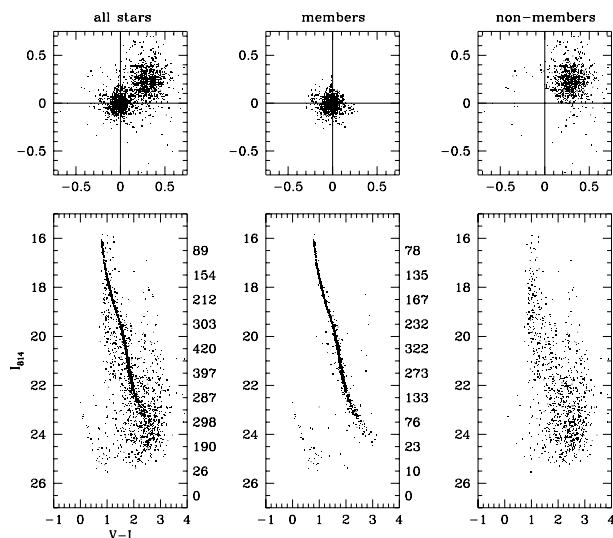 all stars members non-members
0.5 0.5 0.5
0 0 0
−0.5 −0.5 −0.5
−0.5 0 0.5 −0.5 0 0.5 −0.5 0 0.5
16 16 16
89 78
154 135
18 18 18
212 167
303 232
20 20 20
I814
420 322
397 273
22 22 22
287 133
298 76
24 24 24
190 23
26 10
26 26 26
0 0
−1 0 1 2 3 4 −1 0 1 2 3 4 −1 0 1 2 3 4
V−I